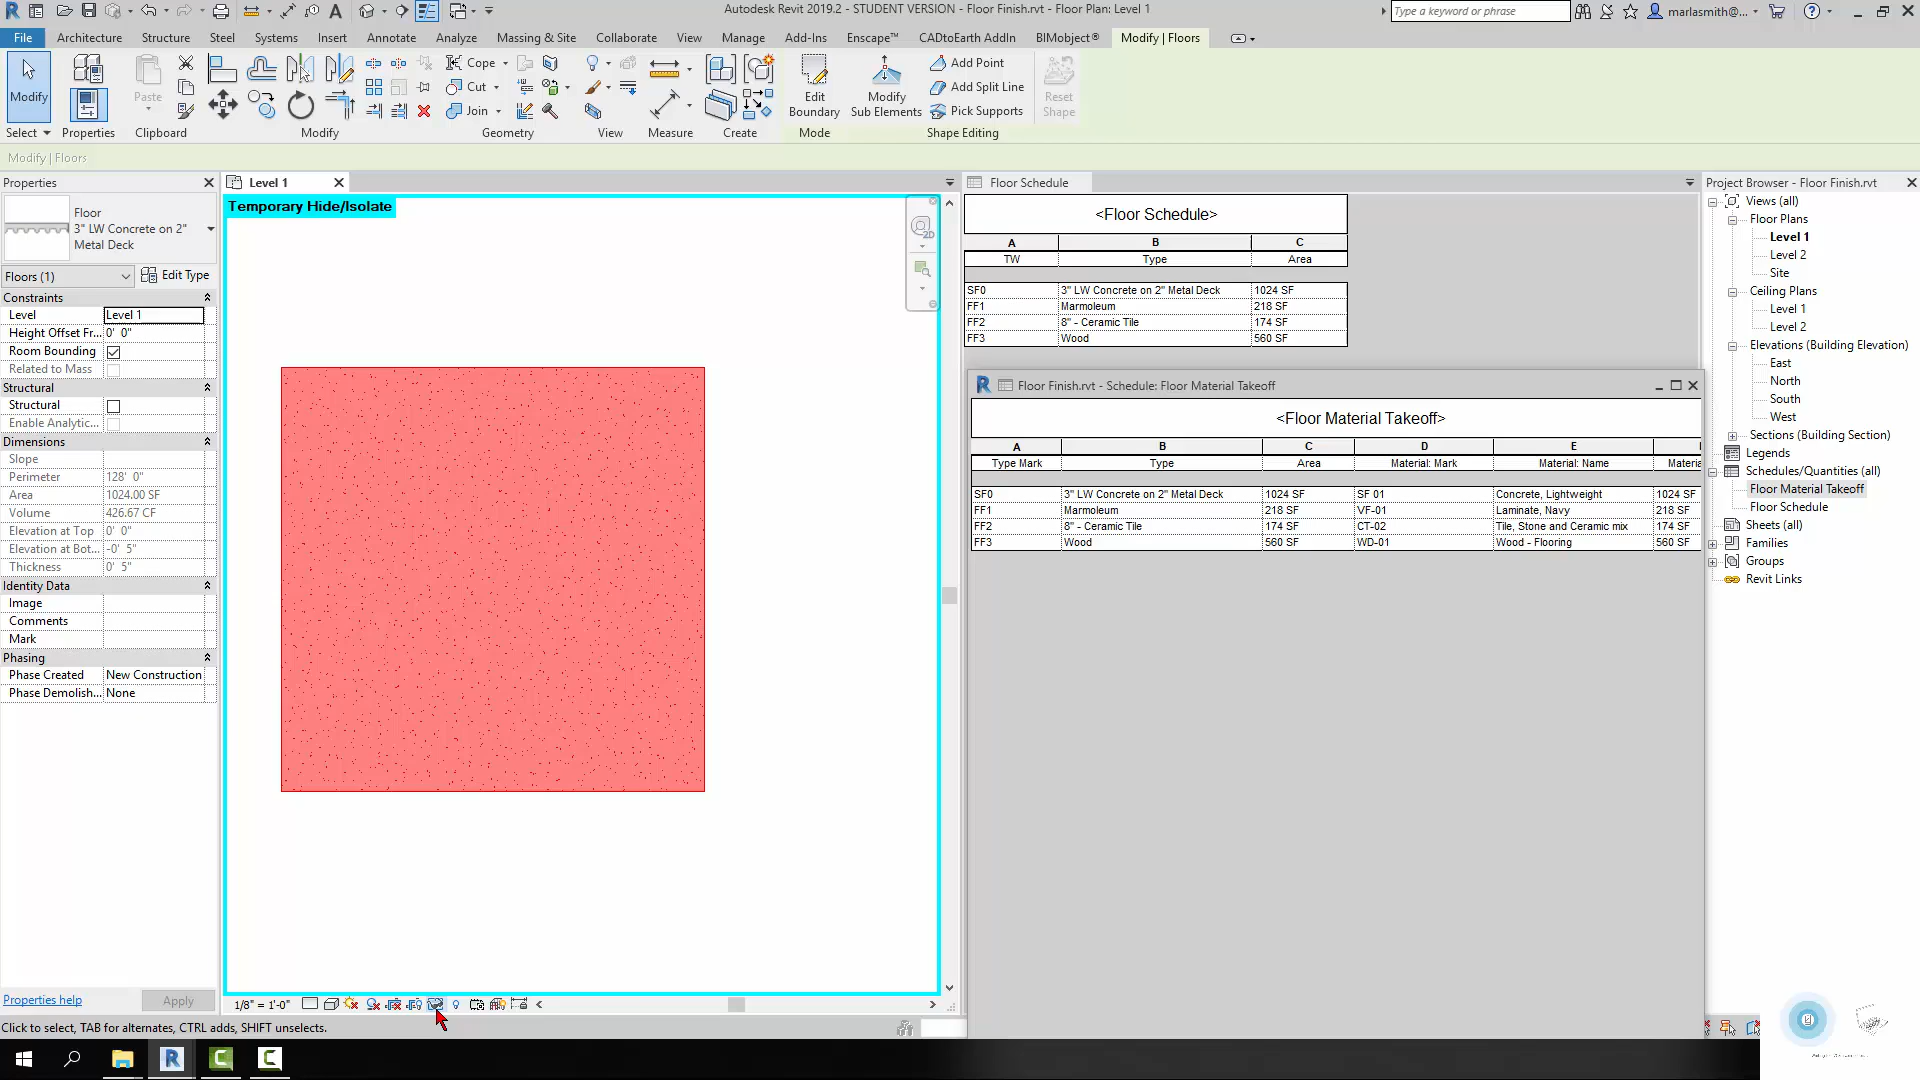 Autodesk Revit 2019.2 - STUDENT VERSION - Floor Finish.rvt - Floor Plan: Level 1
Type a keyword or phrase
marlasmith@...
File Architecture Structure Steel Systems Insert Annotate Analyze Massing & Site Collaborate View Manage Add-Ins Enscape™ CADtoEarth AddIn BIMobject® Modify | Floors
Modify
Paste
Cope
Cut
Join
Edit Boundary
Modify Sub Elements
Add Point
Add Split Line
Pick Supports
Reset Shape
Select Properties Clipboard Modify Geometry View Measure Create Mode Shape Editing
Modify | Floors
Properties
Floor
3" LW Concrete on 2"
Metal Deck
Floors (1)
Edit Type
Constraints
Level Level 1
Height Offset Fr... 0' 0"
Room Bounding
Related to Mass
Structural
Structural
Enable Analytic...
Dimensions
Slope
Perimeter 128' 0"
Area 1024.00 SF
Volume 426.67 CF
Elevation at Top 0' 0"
Elevation at Bot... -0' 5"
Thickness 0' 5"
Identity Data
Image
Comments
Mark
Phasing
Phase Created New Construction
Phase Demolish... None
Properties help
Apply
Level 1
Temporary Hide/Isolate
2D
1/8" = 1'-0"
Floor Schedule
<Floor Schedule>
A B C
TW Type Area
SF0 3" LW Concrete on 2" Metal Deck 1024 SF
FF1 Marmoleum 218 SF
FF2 8" - Ceramic Tile 174 SF
FF3 Wood 560 SF
Floor Finish.rvt - Schedule: Floor Material Takeoff
<Floor Material Takeoff>
A B C D E
Type Mark Type Area Material: Mark Material: Name Materia
SF0 3" LW Concrete on 2" Metal Deck 1024 SF SF 01 Concrete, Lightweight 1024 SF
FF1 Marmoleum 218 SF VF-01 Laminate, Navy 218 SF
FF2 8" - Ceramic Tile 174 SF CT-02 Tile, Stone and Ceramic mix 174 SF
FF3 Wood 560 SF WD-01 Wood - Flooring 560 SF
Project Browser - Floor Finish.rvt
Views (all)
Floor Plans
Level 1
Level 2
Site
Ceiling Plans
Level 1
Level 2
Elevations (Building Elevation)
East
North
South
West
Sections (Building Section)
Legends
Schedules/Quantities (all)
Floor Material Takeoff
Floor Schedule
Sheets (all)
Families
Groups
Revit Links
Click to select, TAB for alternates, CTRL adds, SHIFT unselects.